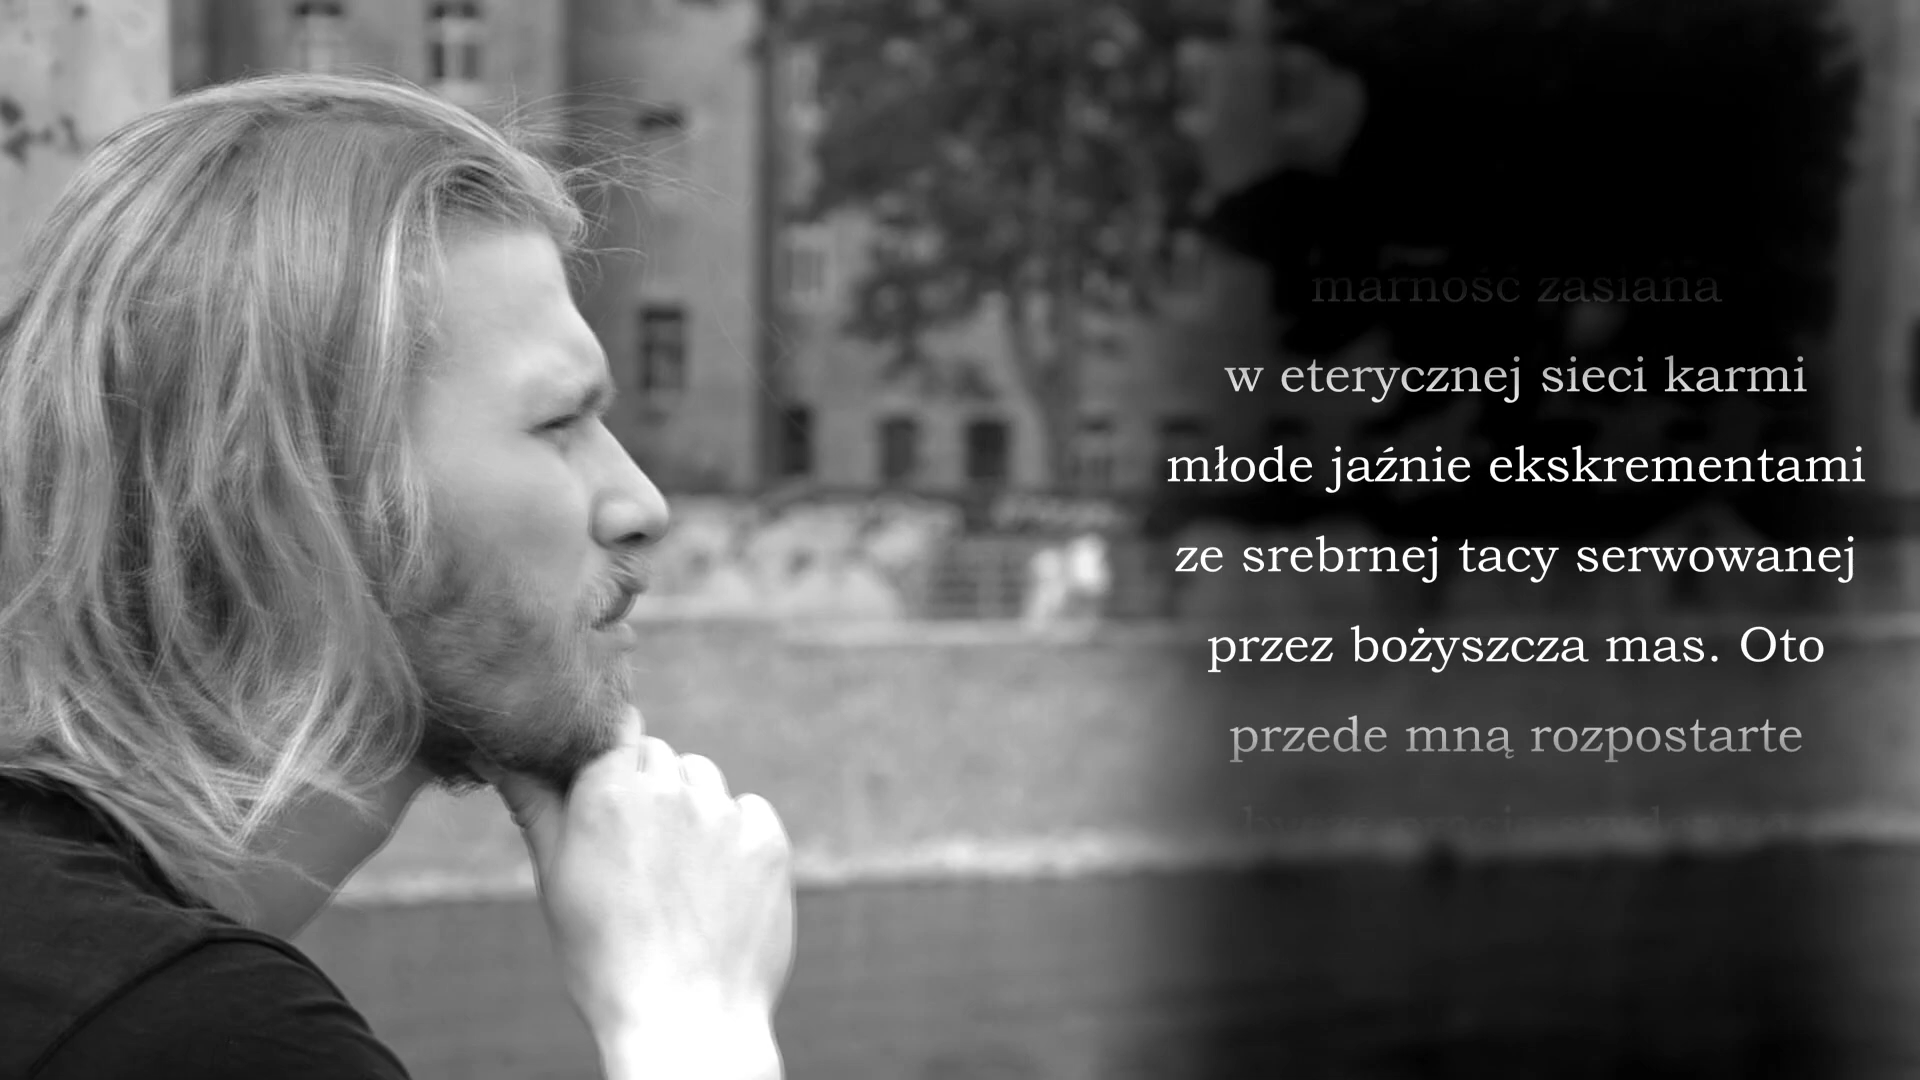 marność zasiana
w eterycznej sieci karmi
młode jaźnie ekskrementami
ze srebrnej tacy serwowanej
przez bożyszcza mas. Oto
przede mną rozpostarte